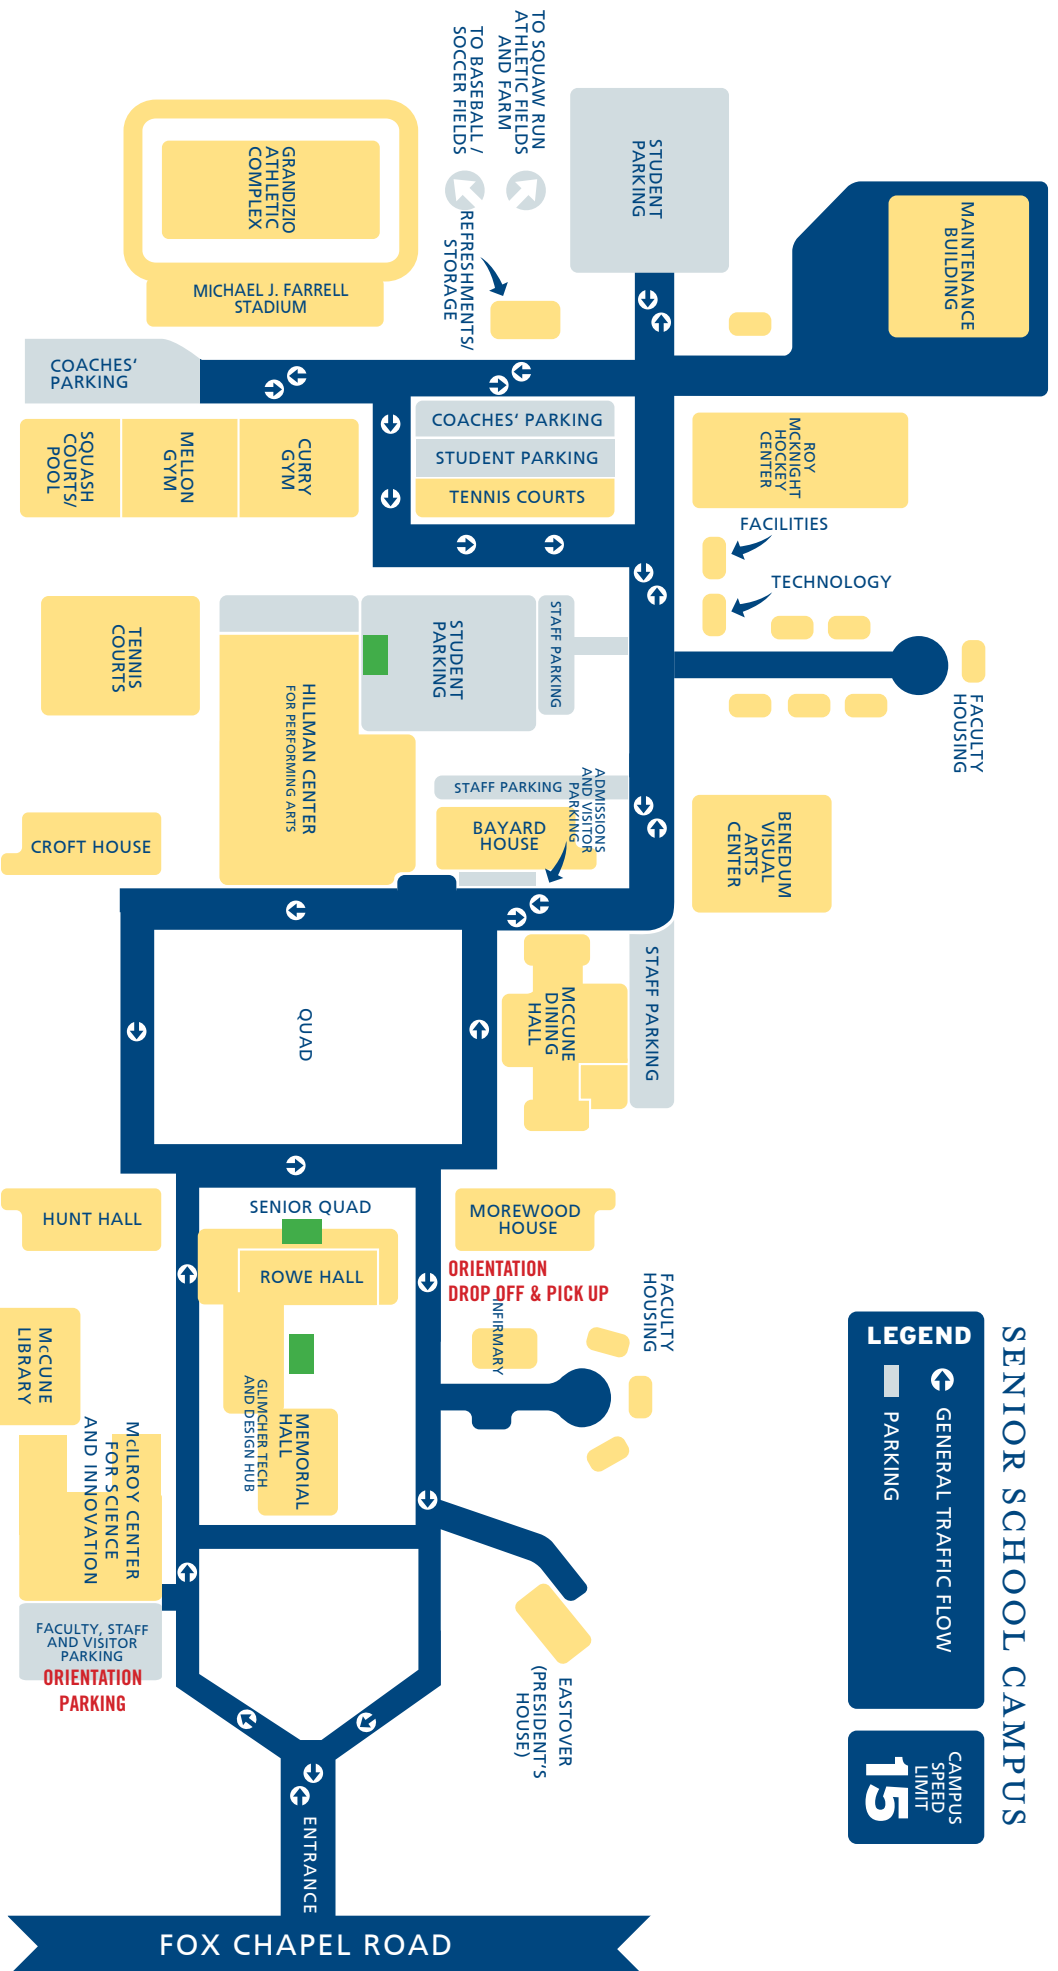 TO SQUAW RUN
ATHLETIC FIELDS
AND FARM
TO BASEBALL /
SOCCER FIELDS
STUDENT
PARKING
MAINTENANCE
BUILDING
GRANDIZIO
ATHLETIC
COMPLEX
REFRESHMENTS/
STORAGE
MICHAEL J. FARRELL
STADIUM
COACHES‘
PARKING
COACHES‘ PARKING
STUDENT PARKING
TENNIS COURTS
SQUASH
COURTS/
POOL
MELLON
GYM
CURRY
GYM
ROY
MCKNIGHT
HOCKEY
CENTER
FACILITIES
TECHNOLOGY
FACULTY
HOUSING
TENNIS
COURTS
STUDENT
PARKING
STAFF PARKING
HILLMAN CENTER
FOR PERFORMING ARTS
STAFF PARKING
ADMISSIONS
AND VISITOR
PARKING
BAYARD
HOUSE
BENEDUM
VISUAL
ARTS
CENTER
CROFT HOUSE
QUAD
MCCUNE
DINING
HALL
STAFF PARKING
HUNT HALL
SENIOR QUAD
ROWE HALL
MOREWOOD
HOUSE
ORIENTATION
DROP OFF & PICK UP
INFIRMARY
FACULTY
HOUSING
McCUNE
LIBRARY
McILROY CENTER
FOR SCIENCE
AND INNOVATION
MEMORIAL
HALL
GLIMCHER TECH
AND DESIGN HUB
FACULTY, STAFF
AND VISITOR
PARKING
ORIENTATION
PARKING
EASTOVER
(PRESIDENT’S
HOUSE)
ENTRANCE
FOX CHAPEL ROAD
SENIOR SCHOOL CAMPUS
LEGEND
GENERAL TRAFFIC FLOW
PARKING
CAMPUS
SPEED
LIMIT
15